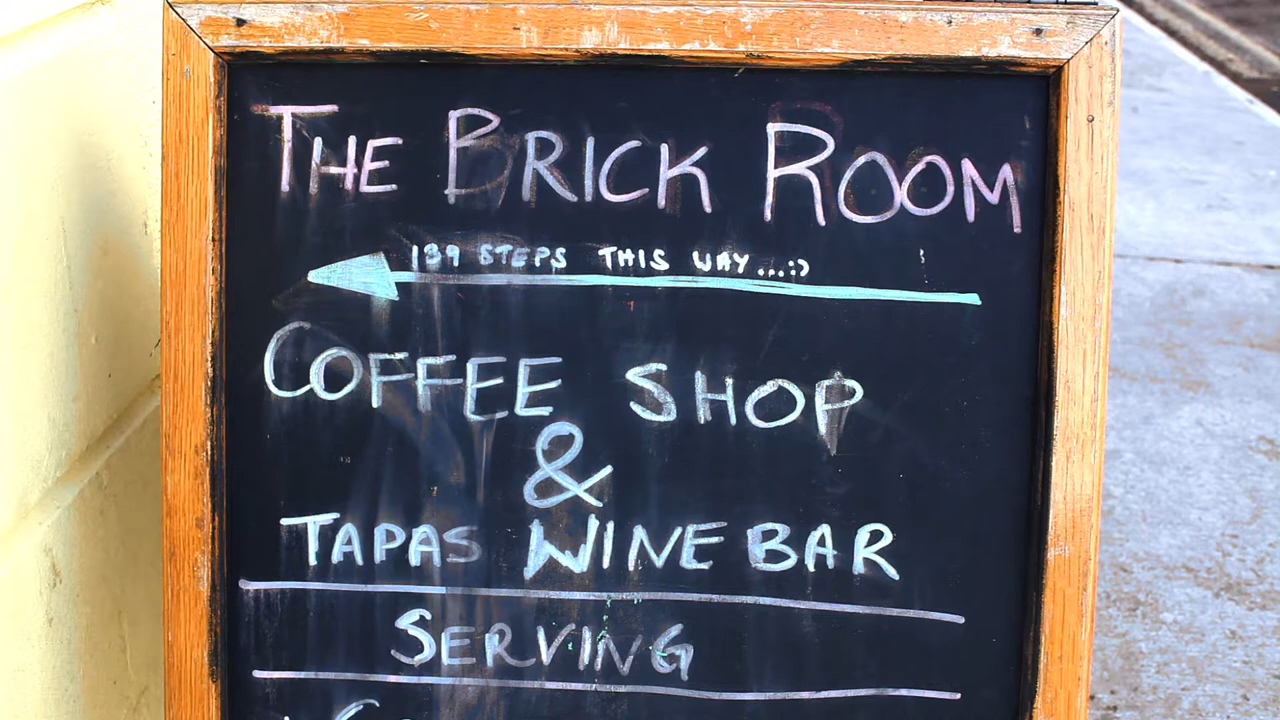 THE BRICK ROOM
139 STEPS THIS WAY...:)
COFFEE SHOP
&
TAPAS WINE BAR
SERVING